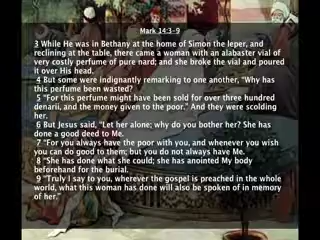 Mark 14:3-9
3 While He was in Bethany at the home of Simon the leper, and
reclining at the table, there came a woman with an alabaster vial of
very costly perfume of pure nard; and she broke the vial and poured
it over His head.
4 But some were indignantly remarking to one another, "Why has
this perfume been wasted?
5 "For this perfume might have been sold for over three hundred
denarii, and the money given to the poor." And they were scolding
her.
6 But Jesus said, "Let her alone; why do you bother her? She has
done a good deed to Me.
7 "For you always have the poor with you, and whenever you wish
you can do good to them; but you do not always have Me.
8 "She has done what she could; she has anointed My body
beforehand for the burial.
9 "Truly I say to you, wherever the gospel is preached in the whole
world, what this woman has done will also be spoken of in memory
of her."